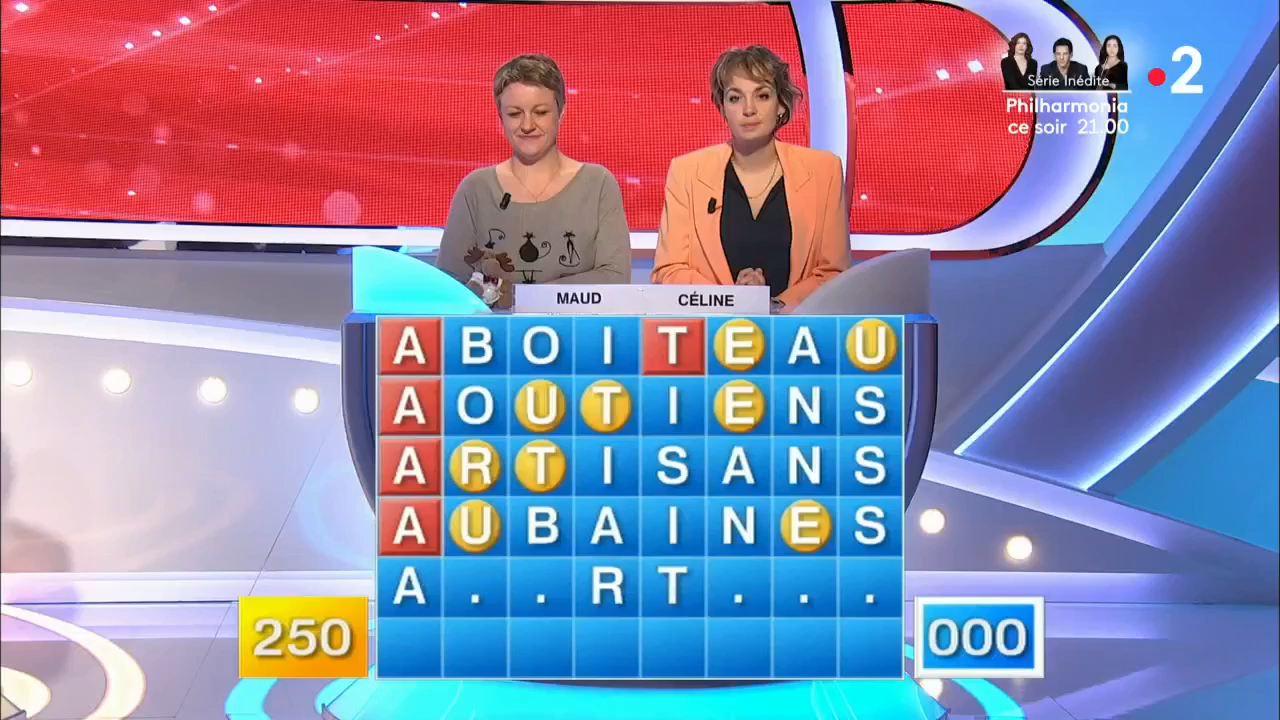 Série Inédite
Philharmonia
ce soir 21.00
2
MAUD
CÉLINE
ABOITEAU
AOUTIENS
ARTISANS
AUBAINES
A..RT...
250
000